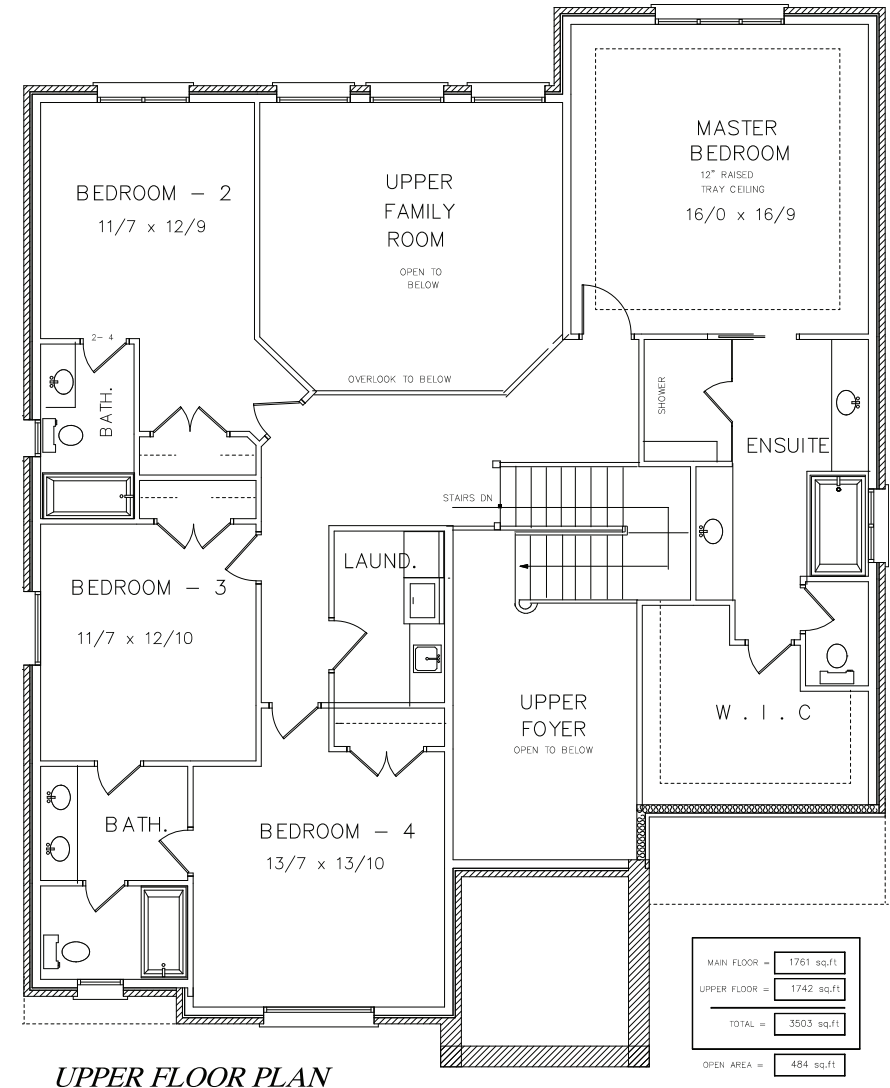 MASTER
BEDROOM
12" RAISED
TRAY CEILING
16/0 x 16/9
UPPER
FAMILY
ROOM
OPEN TO
BELOW
BEDROOM - 2
11/7 x 12/9
2- 4
BATH.
OVERLOOK TO BELOW
SHOWER
ENSUITE
STAIRS DN
LAUND.
BEDROOM - 3
11/7 x 12/10
UPPER
FOYER
OPEN TO BELOW
W . I . C
BATH.
BEDROOM - 4
13/7 x 13/10
MAIN FLOOR = 1761 sq.ft
UPPER FLOOR = 1742 sq.ft
TOTAL = 3503 sq.ft
OPEN AREA = 484 sq.ft
UPPER FLOOR PLAN